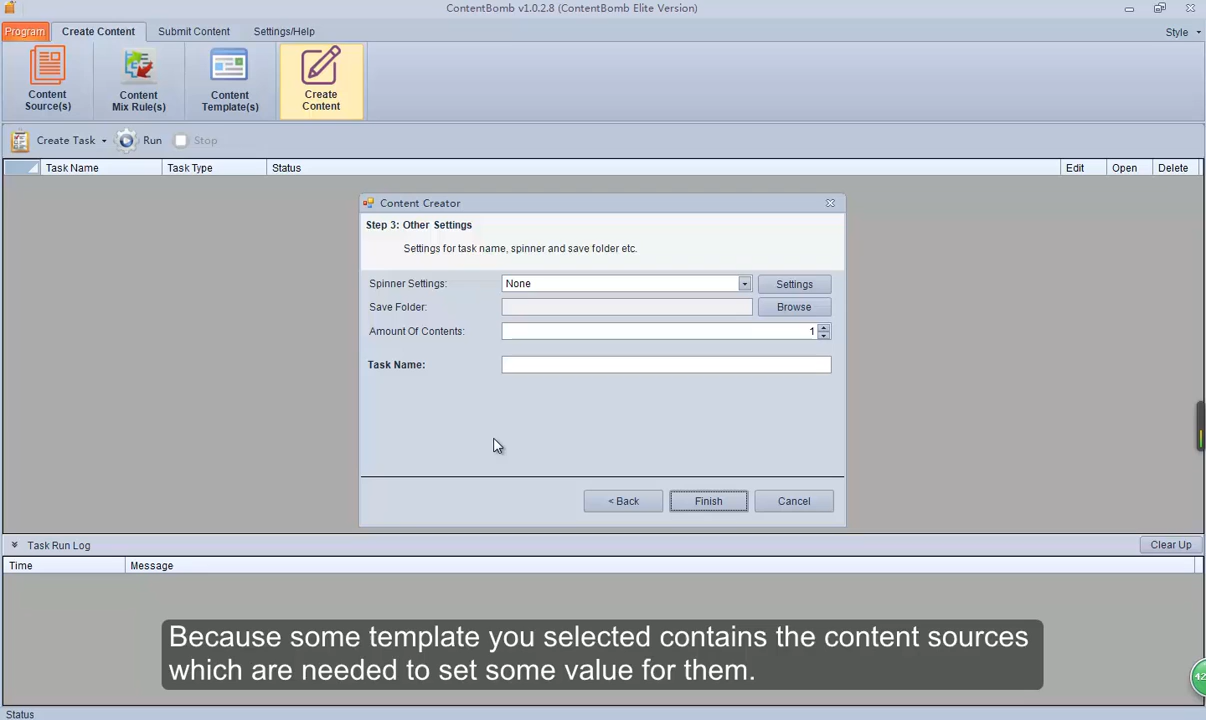 ContentBomb v1.0.2.8 (ContentBomb Elite Version)
Program
Create Content
Submit Content
Settings/Help
Style
Content
Source(s)
Content
Mix Rule(s)
Content
Template(s)
Create
Content
Create Task
Run
Stop
Task Name
Task Type
Status
Edit
Open
Delete
Content Creator
Step 3: Other Settings
Settings for task name, spinner and save folder etc.
Spinner Settings:
None
Settings
Save Folder:
Browse
Amount Of Contents:
1
Task Name:
< Back
Finish
Cancel
Task Run Log
Clear Up
Time
Message
Because some template you selected contains the content sources
which are needed to set some value for them.
42
Status